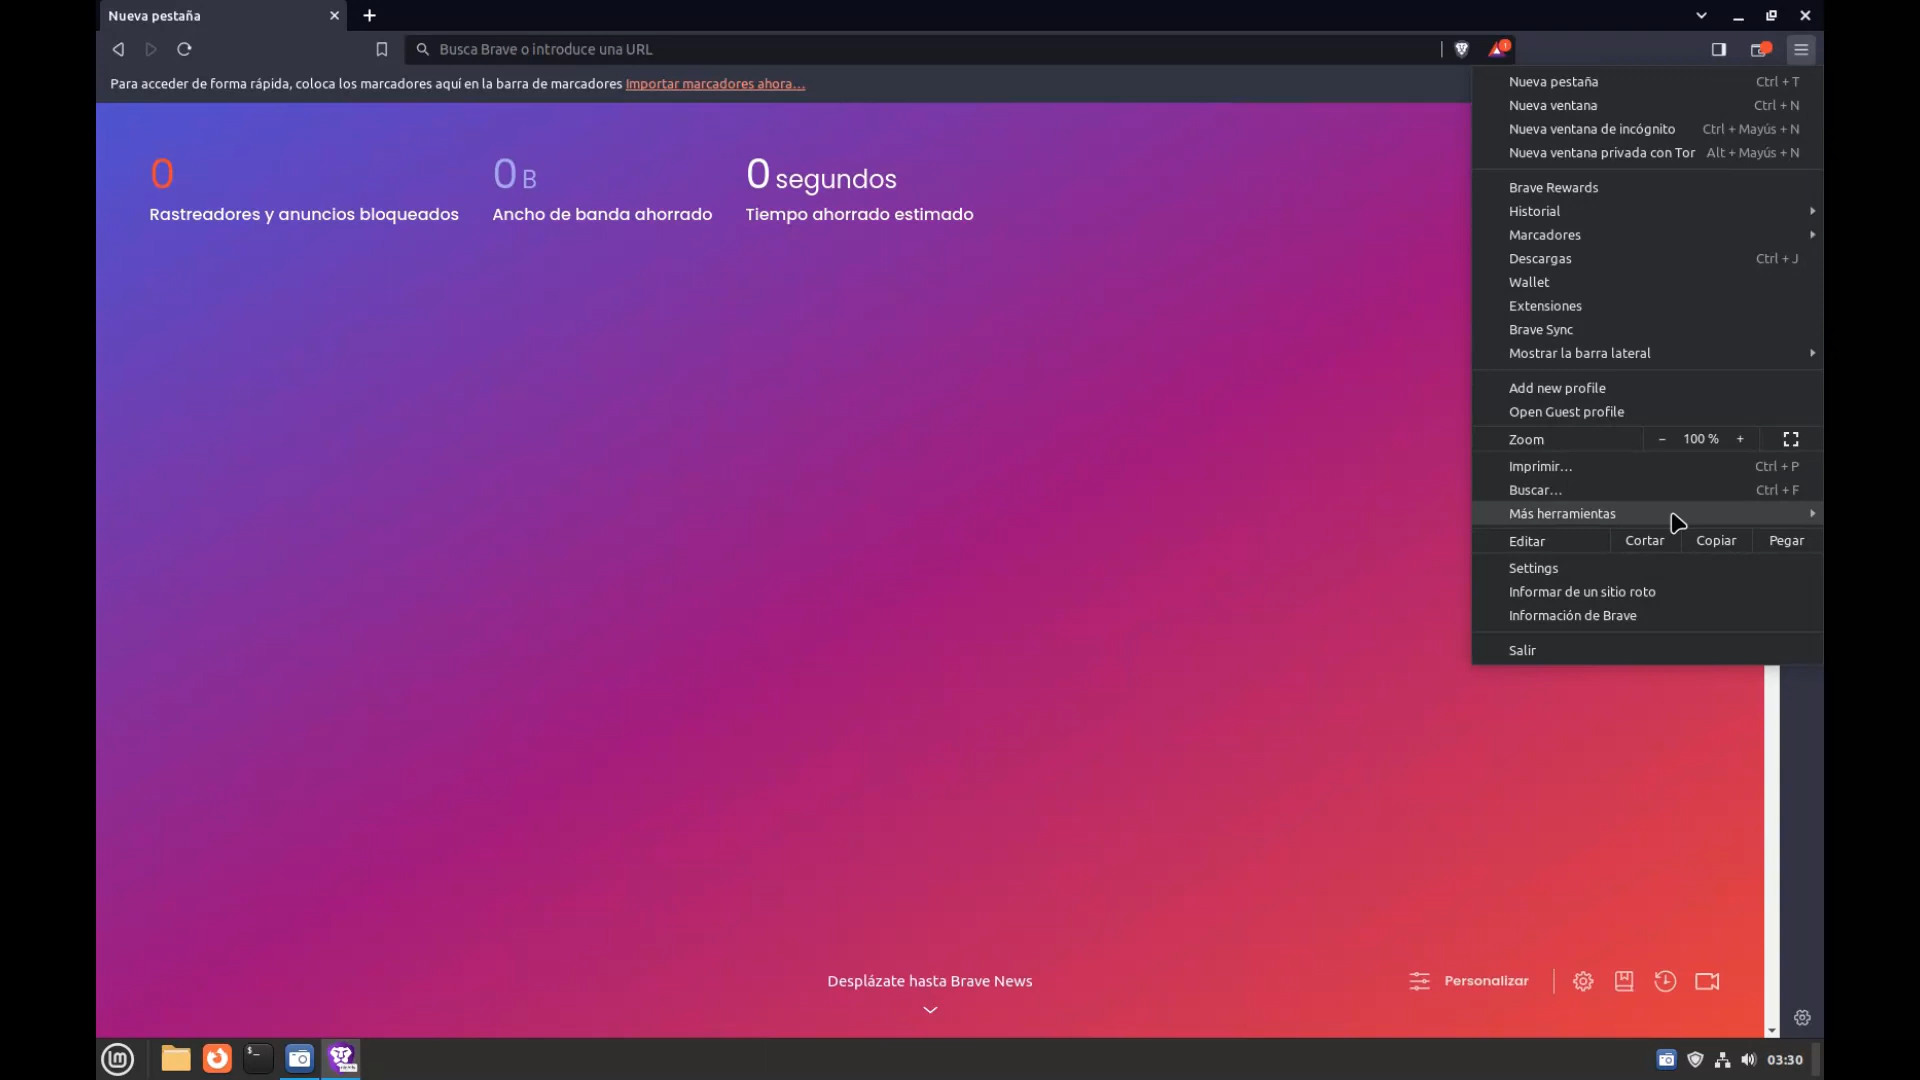 Nueva pestaña
Busca Brave o introduce una URL
1
Para acceder de forma rápida, coloca los marcadores aquí en la barra de marcadores Importar marcadores ahora...
0
Rastreadores y anuncios bloqueados
0 B
Ancho de banda ahorrado
0 segundos
Tiempo ahorrado estimado
Nueva pestaña Ctrl + T
Nueva ventana Ctrl + N
Nueva ventana de incógnito Ctrl + Mayús + N
Nueva ventana privada con Tor Alt + Mayús + N
Brave Rewards
Historial
Marcadores
Descargas Ctrl + J
Wallet
Extensiones
Brave Sync
Mostrar la barra lateral
Add new profile
Open Guest profile
Zoom − 100 % +
Imprimir... Ctrl + P
Buscar... Ctrl + F
Más herramientas
Editar Cortar Copiar Pegar
Settings
Informar de un sitio roto
Información de Brave
Salir
Desplázate hasta Brave News
Personalizar
03:30